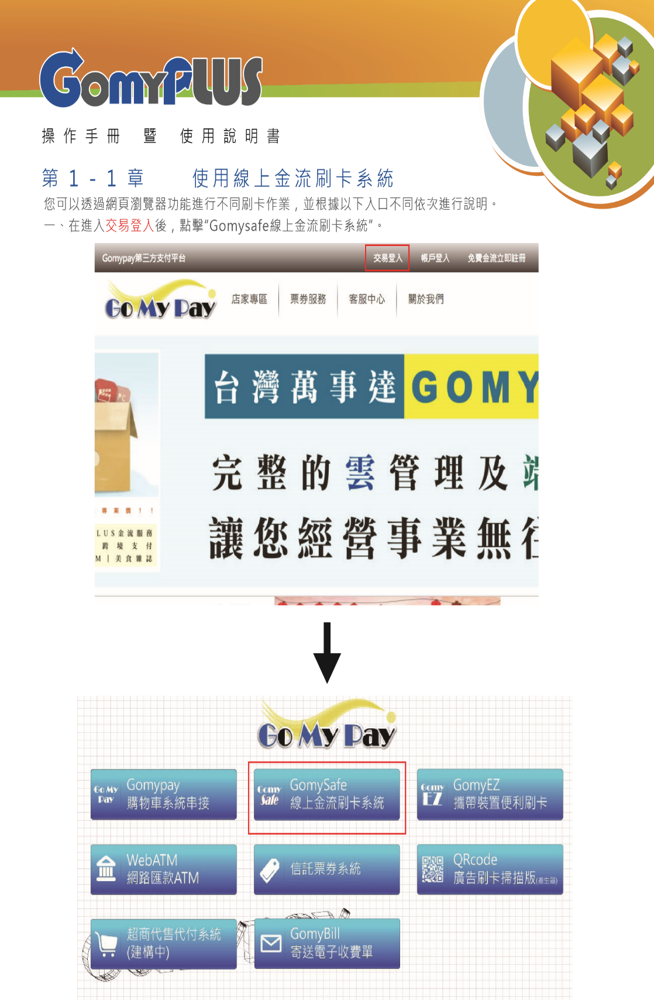 GomyPLUS
操作手冊 暨 使用說明書
第1-1章 使用線上金流刷卡系統
您可以透過網頁瀏覽器功能進行不同刷卡作業，並根據以下入口不同依次進行說明。
一、在進入交易登入後，點擊"Gomysafe線上金流刷卡系統"。
Gomypay第三方支付平台 交易登入 帳戶登入 免費金流立即註冊
Go My Pay 店家專區 票券服務 客服中心 關於我們
台灣萬事達GOMY
PC
完整的雲管理及端
讓您經營事業無往
專案價！！
LUS金流服務
跨境支付
M｜美食雜誌
Go My Pay
Go My Pay Gomypay
購物車系統串接
Gomy Safe GomySafe
線上金流刷卡系統
Gomy EZ GomyEZ
攜帶裝置便利刷卡
WebATM
網路匯款ATM
信託票券系統
QRcode
廣告刷卡掃描版(產生器)
超商代售代付系統
(建構中)
GomyBill
寄送電子收費單